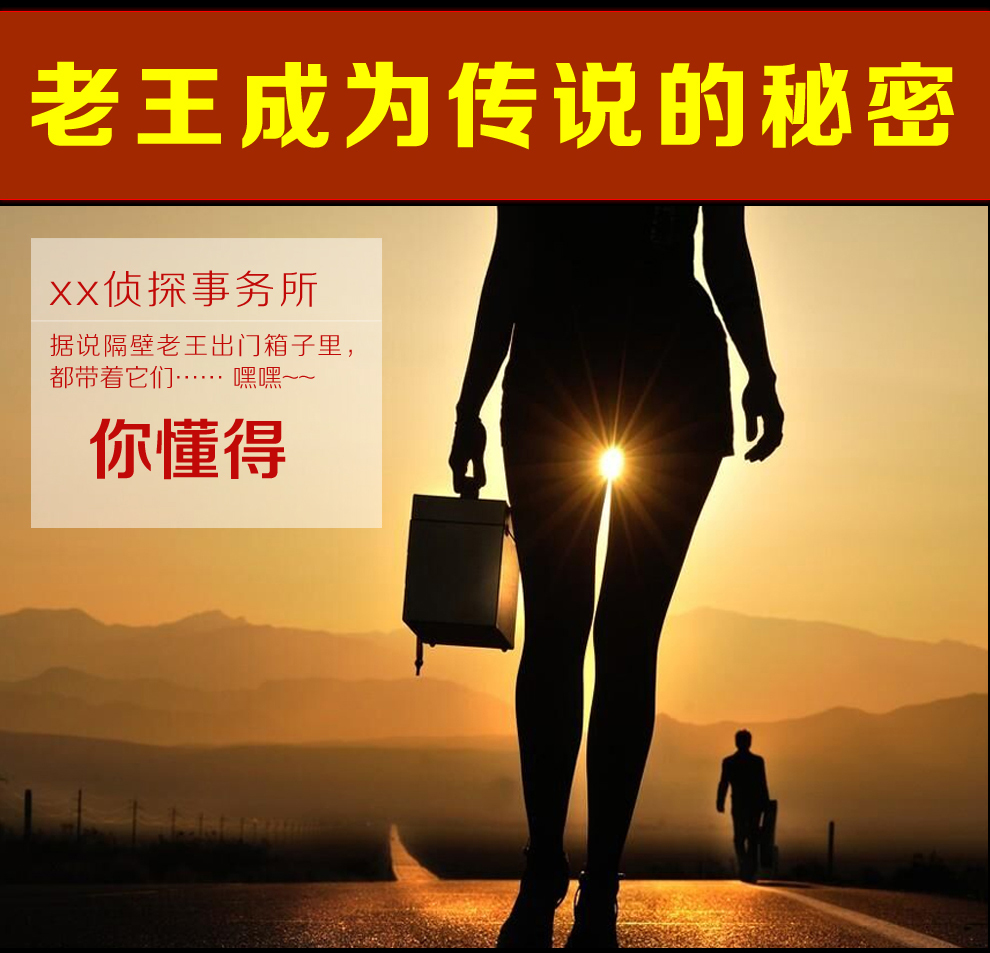 老王成为传说的秘密
xx侦探事务所
据说隔壁老王出门箱子里，
都带着它们…… 嘿嘿~~
你懂得